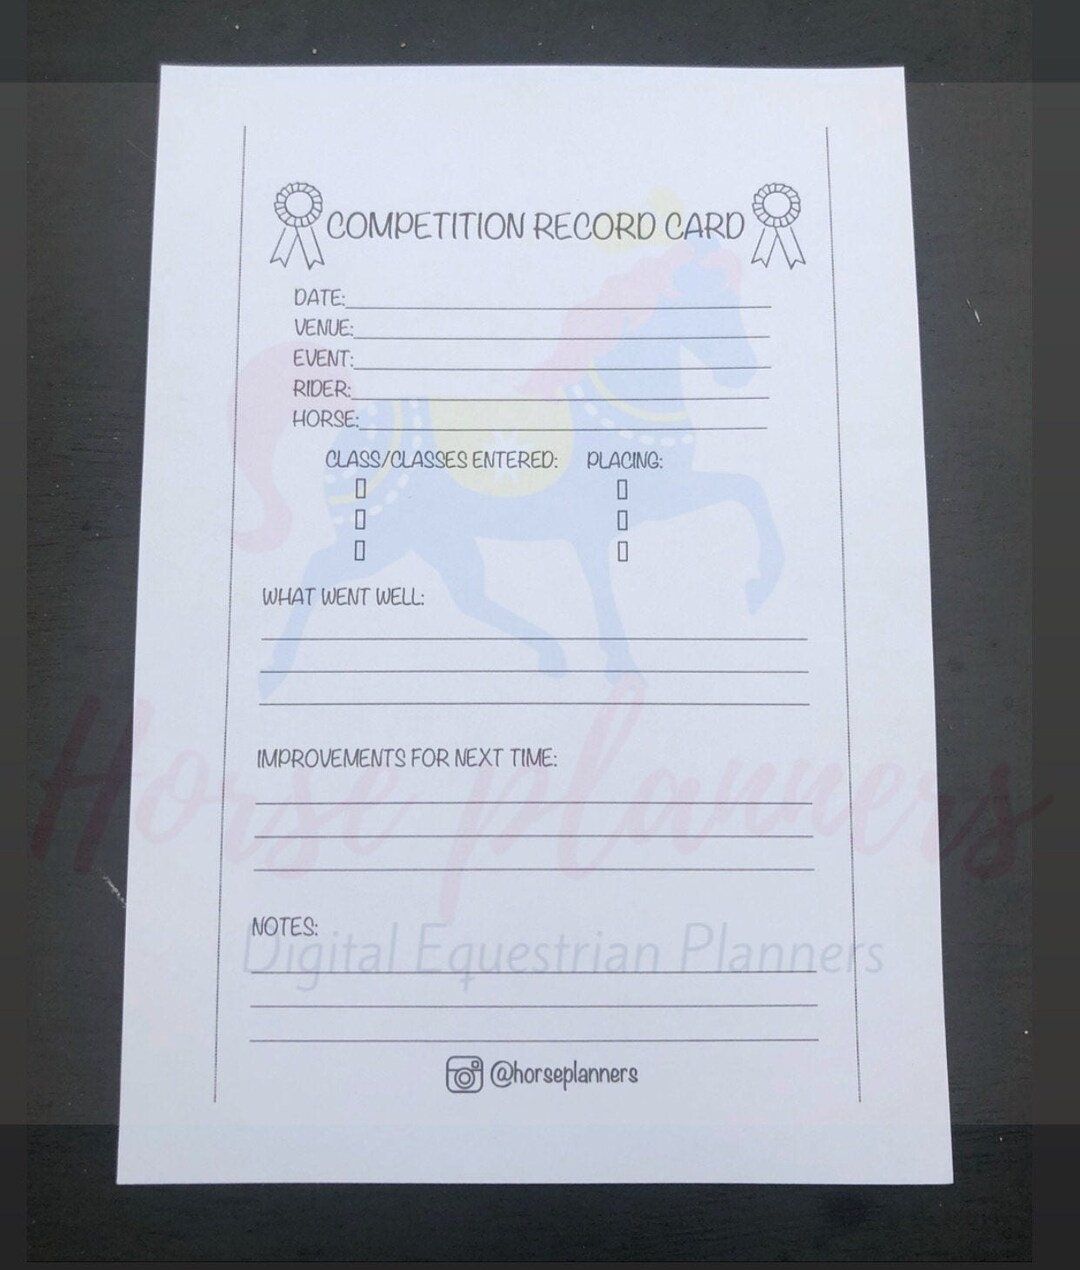 COMPETITION RECORD CARD
DATE:
VENUE:
EVENT:
RIDER:
HORSE:
CLASS/CLASSES ENTERED: PLACING:
WHAT WENT WELL:
IMPROVEMENTS FOR NEXT TIME:
Horse planners
NOTES:
Digital Equestrian Planners
@horseplanners